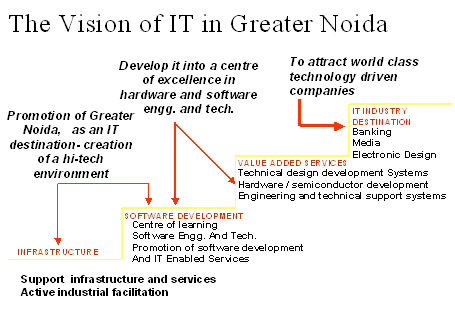 The Vision of IT in Greater Noida
Develop it into a centre
of excellence in
hardware and software
engg. and tech.
To attract world class
technology driven
companies
Promotion of Greater
Noida, as an IT
destination- creation
of a hi-tech
environment
IT INDUSTRY
DESTINATION
Banking
Media
Electronic Design
VALUE ADDED SERVICES
Technical design development Systems
Hardware / semiconductor development
Engineering and technical support systems
SOFTWARE DEVELOPMENT
Centre of learning
Software Engg. And Tech.
Promotion of software development
And IT Enabled Services
INFRASTRUCTURE
Support infrastructure and services
Active industrial facilitation